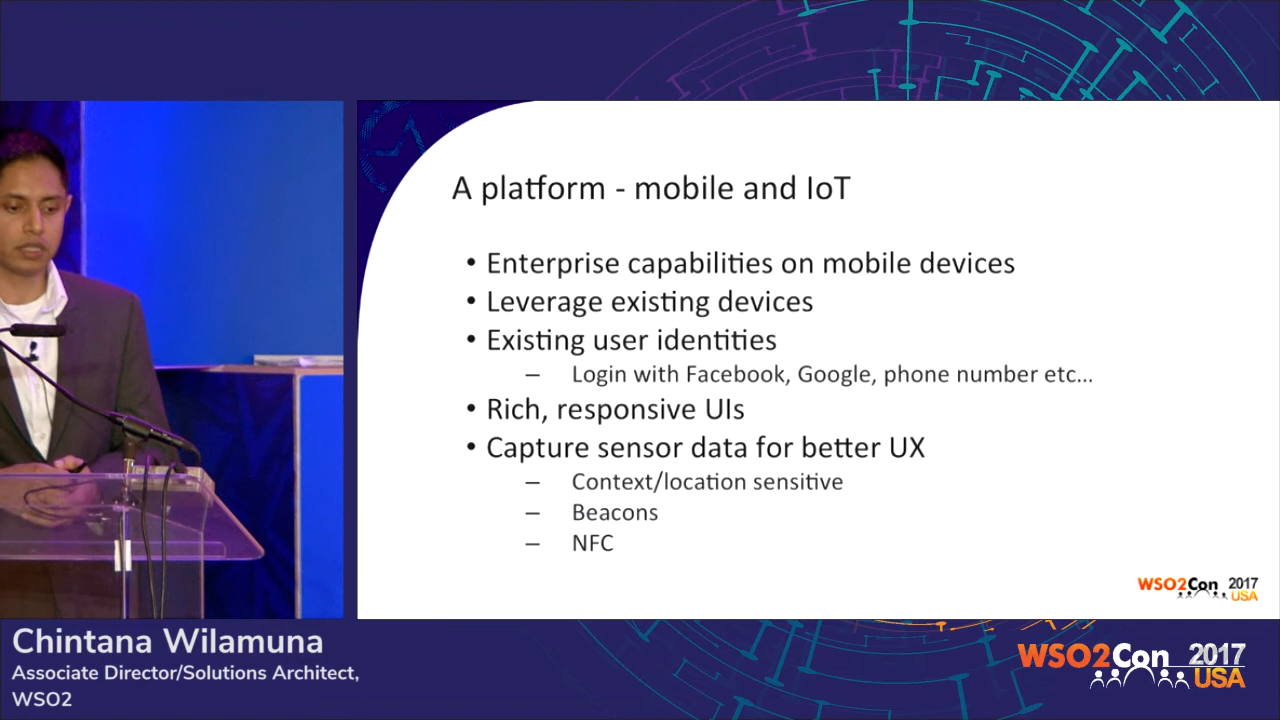 A platform - mobile and IoT
• Enterprise capabilities on mobile devices
• Leverage existing devices
• Existing user identities
– Login with Facebook, Google, phone number etc...
• Rich, responsive UIs
• Capture sensor data for better UX
– Context/location sensitive
– Beacons
– NFC
WSO2Con 2017
USA
Chintana Wilamuna
Associate Director/Solutions Architect,
WSO2
WSO2Con 2017
USA